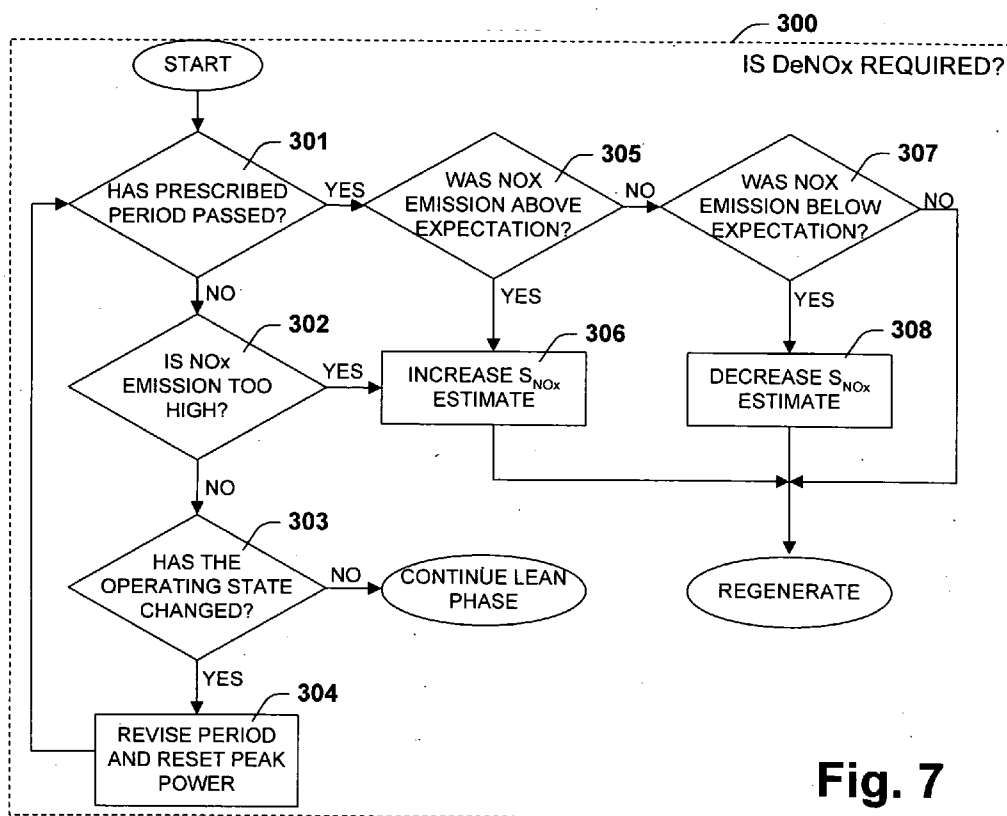 300
START
IS DeNOx REQUIRED?
301
HAS PRESCRIBED
PERIOD PASSED?
YES
305
WAS NOX
EMISSION ABOVE
EXPECTATION?
NO
307
WAS NOX
EMISSION BELOW
EXPECTATION?
NO
NO
YES
YES
302
IS NOx
EMISSION TOO
HIGH?
YES
306
INCREASE S_NOx
ESTIMATE
308
DECREASE S_NOx
ESTIMATE
NO
303
HAS THE
OPERATING STATE
CHANGED?
NO
CONTINUE LEAN
PHASE
REGENERATE
YES
304
REVISE PERIOD
AND RESET PEAK
POWER
Fig. 7